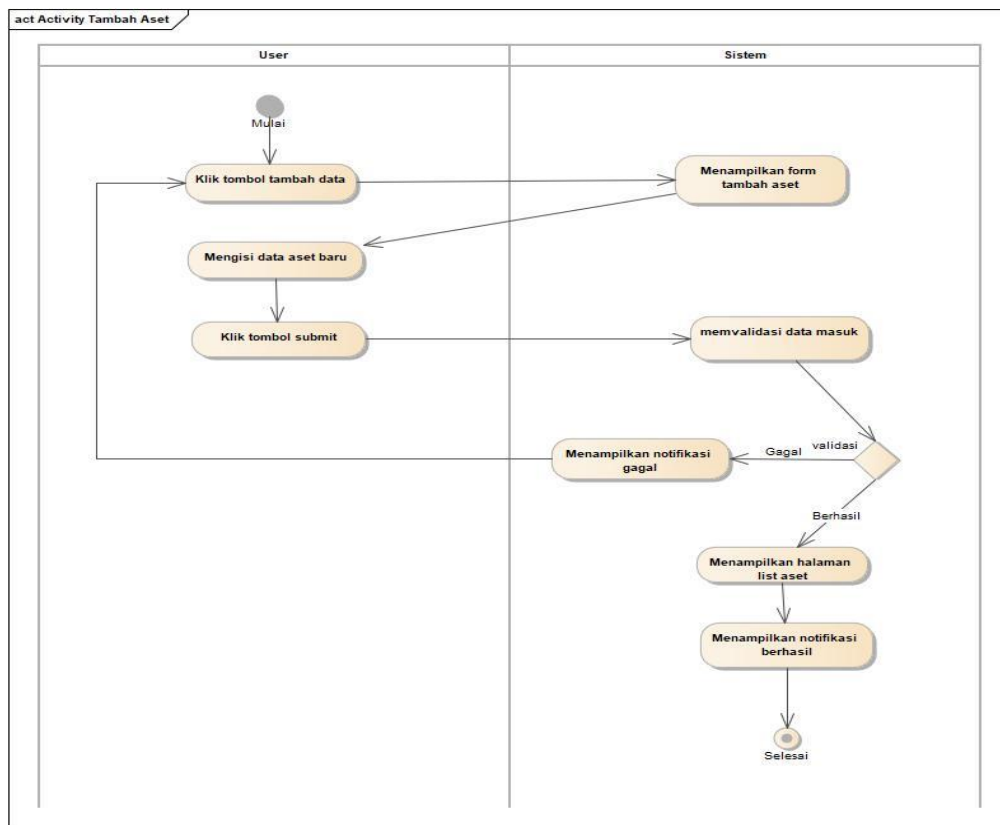 act Activity Tambah Aset
User
Sistem
Mulai
Klik tombol tambah data
Menampilkan form
tambah aset
Mengisi data aset baru
Klik tombol submit
memvalidasi data masuk
validasi
Gagal
Menampilkan notifikasi
gagal
Berhasil
Menampilkan halaman
list aset
Menampilkan notifikasi
berhasil
Selesai